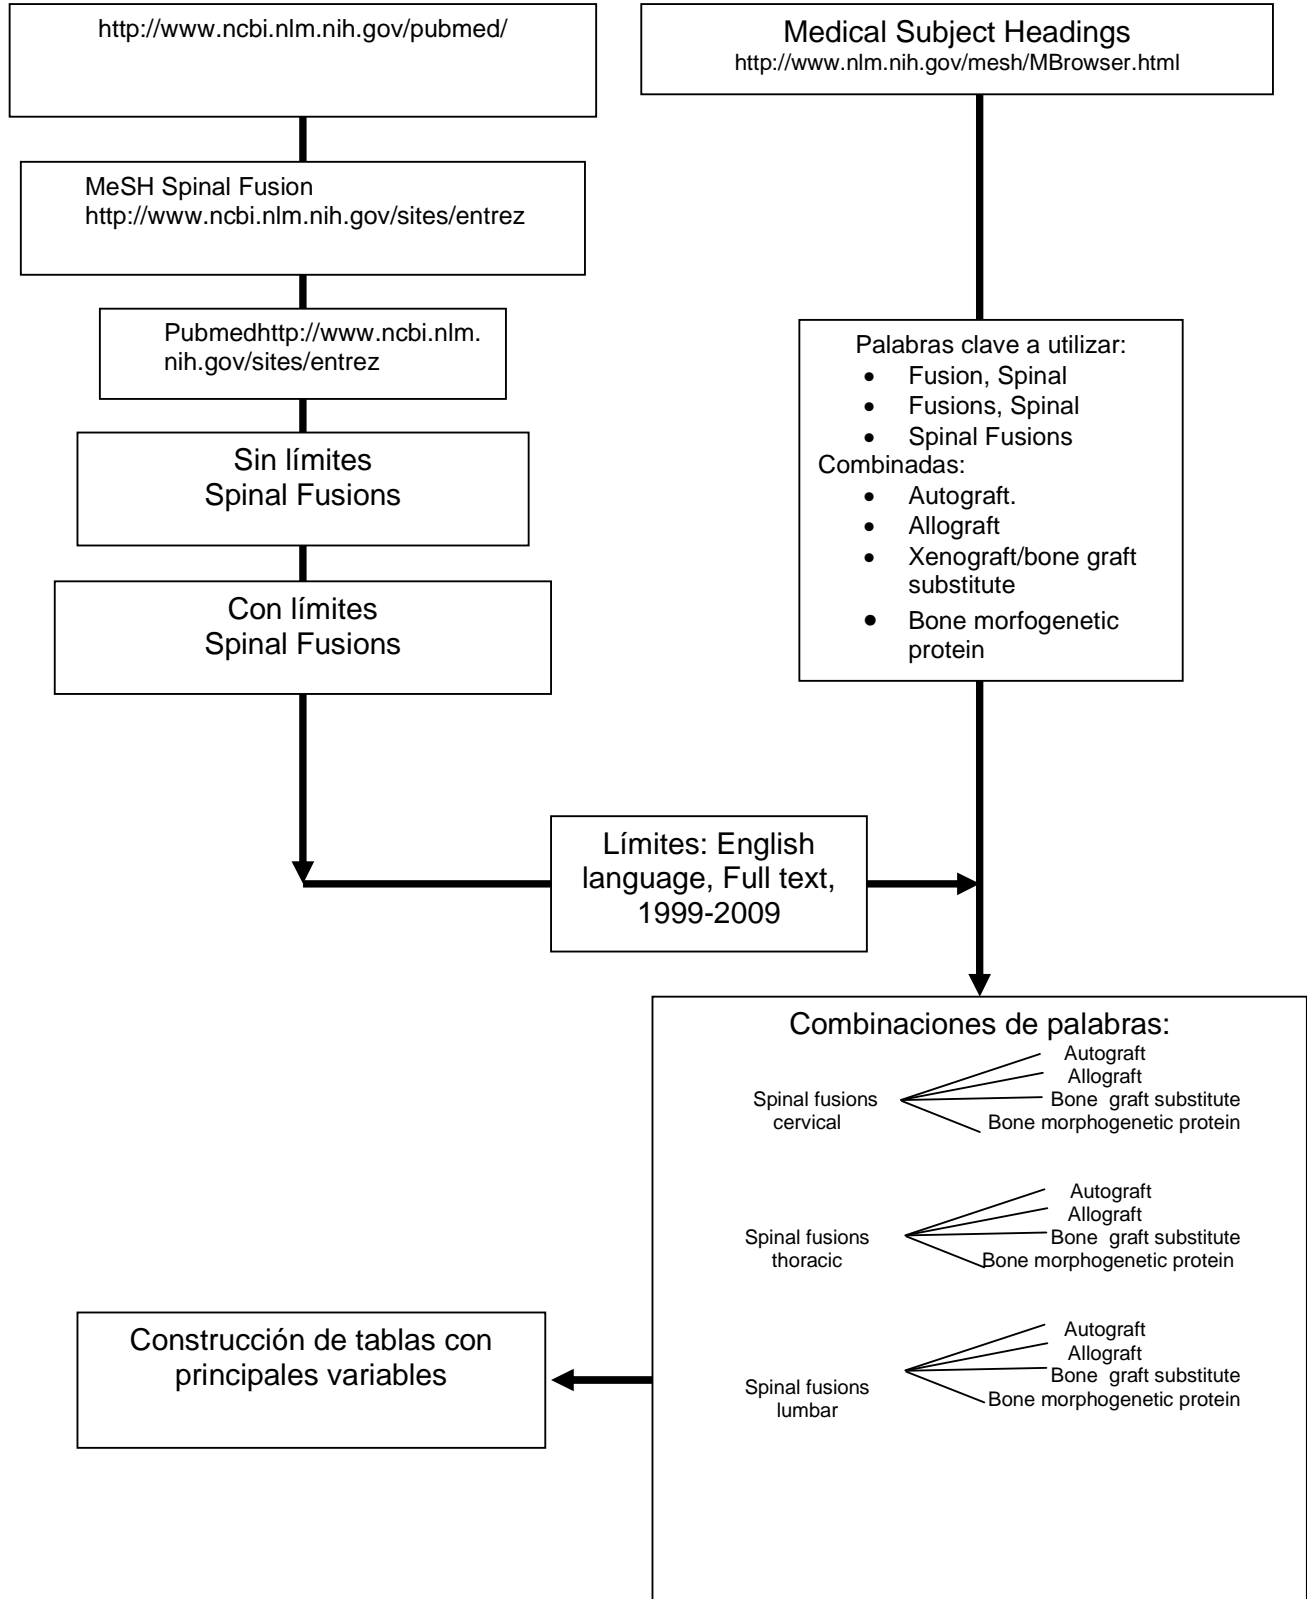 http://www.ncbi.nlm.nih.gov/pubmed/
Medical Subject Headings
http://www.nlm.nih.gov/mesh/MBrowser.html
MeSH Spinal Fusion
http://www.ncbi.nlm.nih.gov/sites/entrez
Pubmedhttp://www.ncbi.nlm.
nih.gov/sites/entrez
Sin límites
Spinal Fusions
Con límites
Spinal Fusions
Palabras clave a utilizar:
• Fusion, Spinal
• Fusions, Spinal
• Spinal Fusions
Combinadas:
• Autograft.
• Allograft
• Xenograft/bone graft
substitute
• Bone morfogenetic
protein
Límites: English
language, Full text,
1999-2009
Combinaciones de palabras:
Spinal fusions
cervical
Autograft
Allograft
Bone graft substitute
Bone morphogenetic protein
Spinal fusions
thoracic
Autograft
Allograft
Bone graft substitute
Bone morphogenetic protein
Spinal fusions
lumbar
Autograft
Allograft
Bone graft substitute
Bone morphogenetic protein
Construcción de tablas con
principales variables